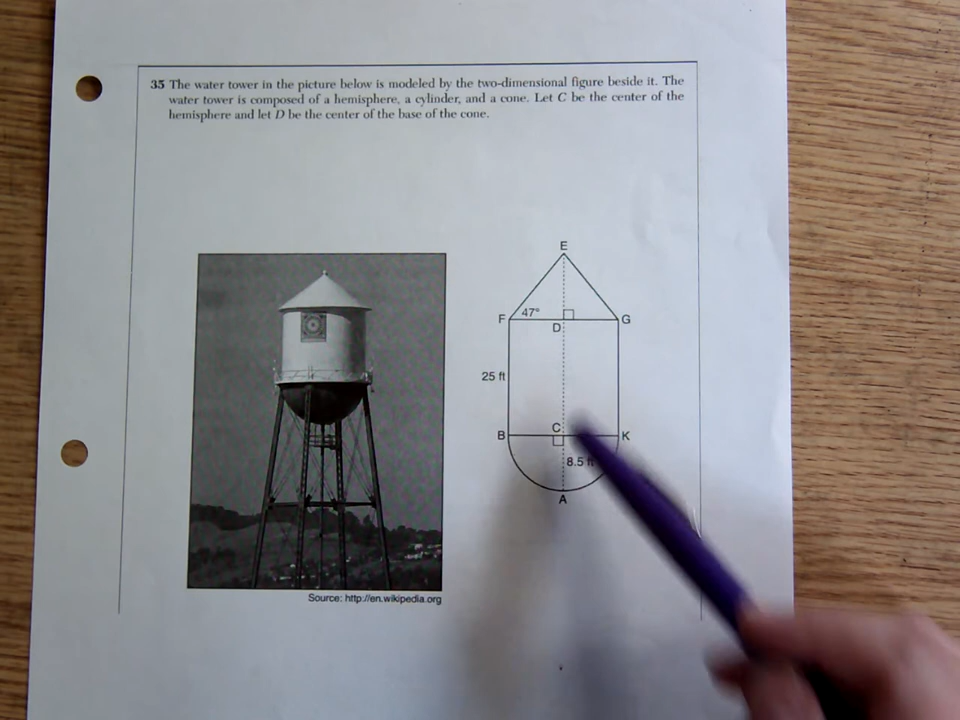 35 The water tower in the picture below is modeled by the two-dimensional figure beside it. The
water tower is composed of a hemisphere, a cylinder, and a cone. Let C be the center of the
hemisphere and let D be the center of the base of the cone.
E
47°
F
G
D
25 ft
C
B
K
8.5 ft
A
Source: http://en.wikipedia.org